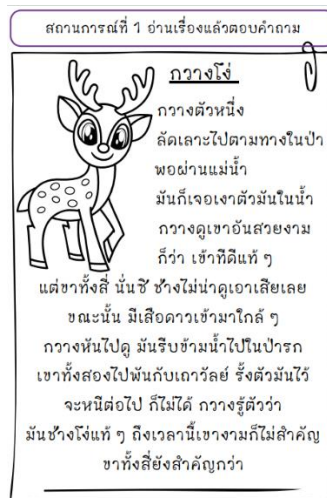 สถานการณ์ที่ 1 อ่านเรื่องแล้วตอบคำถาม
กวางโง่
กวางตัวหนึ่ง
ลัดเลาะไปตามทางในป่า
พอผ่านแม่น้ำ
มันก็เจอเงาตัวมันในน้ำ
กวางดูเขาอันสวยงาม
ก็ว่า เข้าทีดีแท้ ๆ
แต่ขาทั้งสี่ นั่นซิ ช่างไม่น่าดูเอาเสียเลย
ขณะนั้น มีเสือดาวเข้ามาใกล้ ๆ
กวางหันไปดู มันรีบข้ามน้ำไปในป่ารก
เขาทั้งสองไปพันกับเถาวัลย์ รั้งตัวมันไว้
จะหนีต่อไป ก็ไม่ได้ กวางรู้ตัวว่า
มันช่างโง่แท้ ๆ ถึงเวลานี้เขางามก็ไม่สำคัญ
ขาทั้งสี่ยังสำคัญกว่า